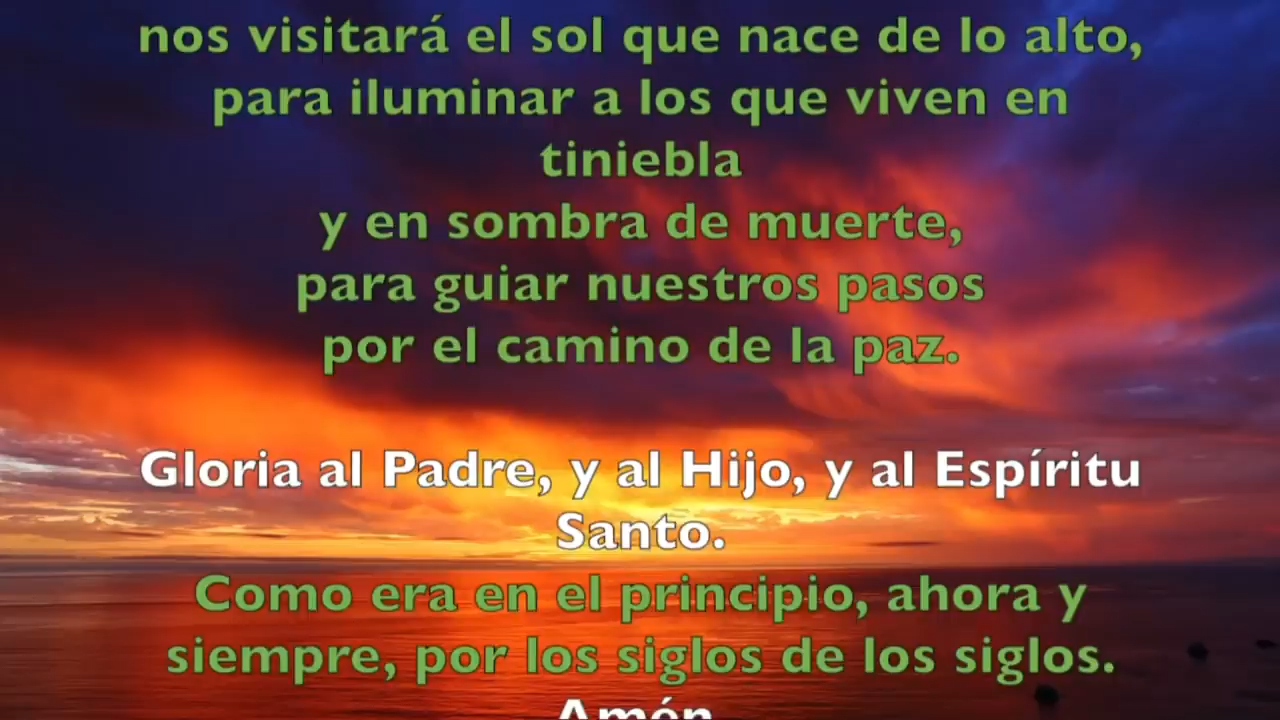 nos visitará el sol que nace de lo alto,
para iluminar a los que viven en
tiniebla
y en sombra de muerte,
para guiar nuestros pasos
por el camino de la paz.
Gloria al Padre, y al Hijo, y al Espíritu
Santo.
Como era en el principio, ahora y
siempre, por los siglos de los siglos.
Amén